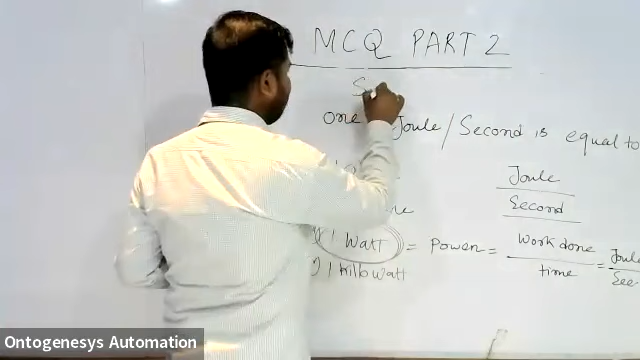 MCQ PART 2
S
one Joule / Second is equal to
Joule
Second
1 Watt = Power = Work done / time = Joule / Sec
1 kiloWatt
Ontogenesys Automation